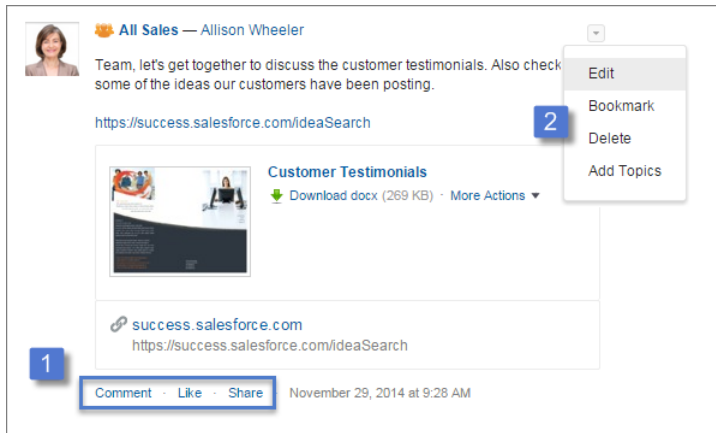 All Sales — Allison Wheeler
Team, let's get together to discuss the customer testimonials. Also check
some of the ideas our customers have been posting.
https://success.salesforce.com/ideaSearch
Edit
Bookmark
2
Delete
Add Topics
Customer Testimonials
Download docx (269 KB) · More Actions
success.salesforce.com
https://success.salesforce.com/ideaSearch
1
Comment · Like · Share · November 29, 2014 at 9:28 AM